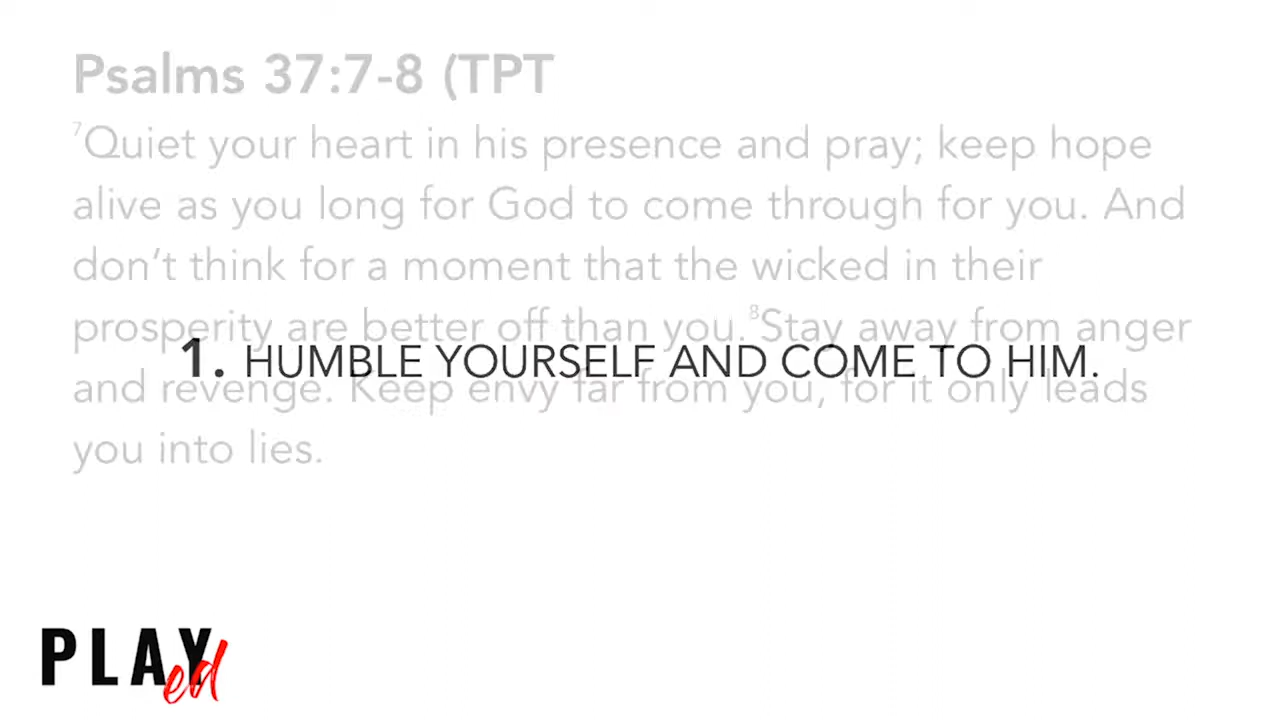 Psalms 37:7-8 (TPT
7Quiet your heart in his presence and pray; keep hope
alive as you long for God to come through for you. And
don't think for a moment that the wicked in their
prosperity are better off than you. 8Stay away from anger
1. HUMBLE YOURSELF AND COME TO HIM.
and revenge. Keep envy far from you, for it only leads
you into lies.
PLAYed